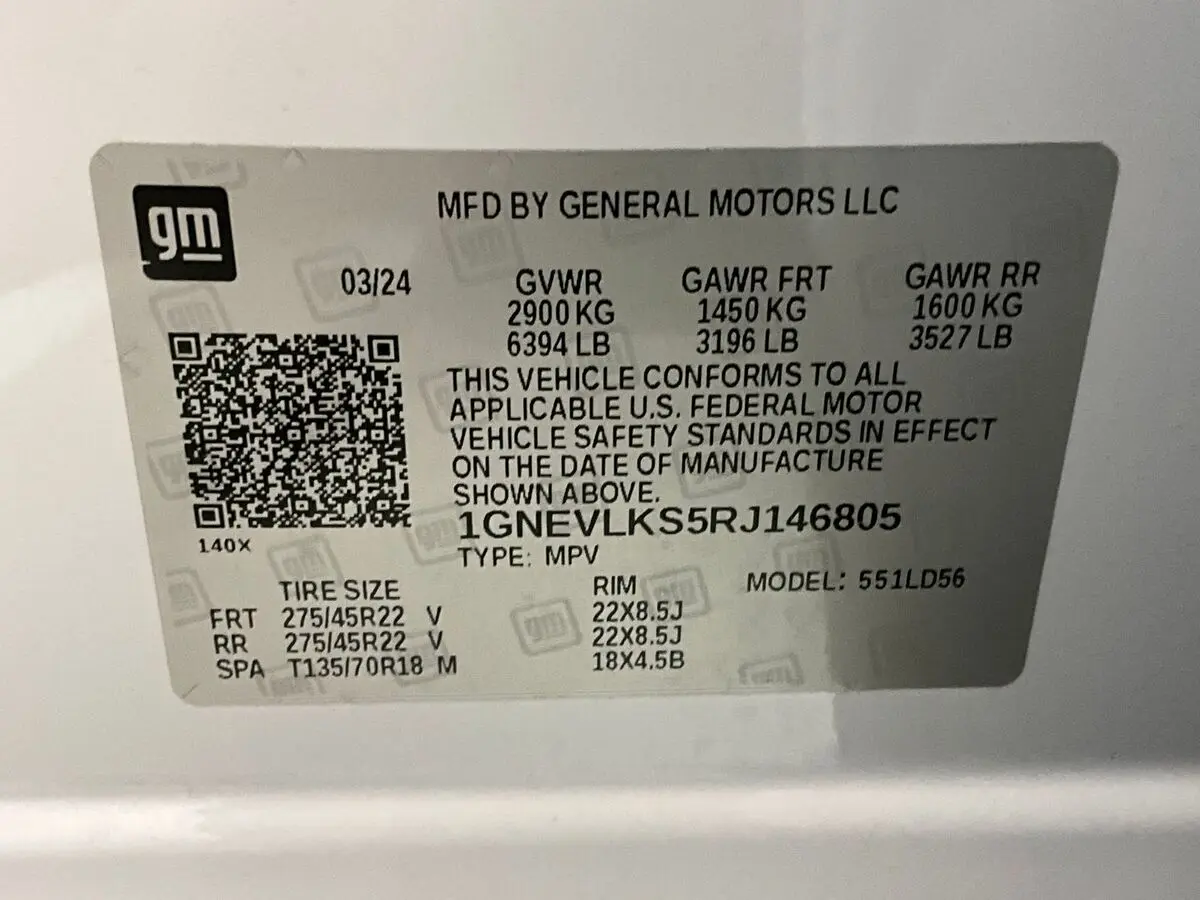 gm
MFD BY GENERAL MOTORS LLC
03/24 GVWR GAWR FRT GAWR RR
2900 KG 1450 KG 1600 KG
6394 LB 3196 LB 3527 LB
THIS VEHICLE CONFORMS TO ALL
APPLICABLE U.S. FEDERAL MOTOR
VEHICLE SAFETY STANDARDS IN EFFECT
ON THE DATE OF MANUFACTURE
SHOWN ABOVE.
1GNEVLKS5RJ146805
140X
TYPE: MPV
TIRE SIZE RIM MODEL: 551LD56
FRT 275/45R22 V 22X8.5J
RR 275/45R22 V 22X8.5J
SPA T135/70R18 M 18X4.5B